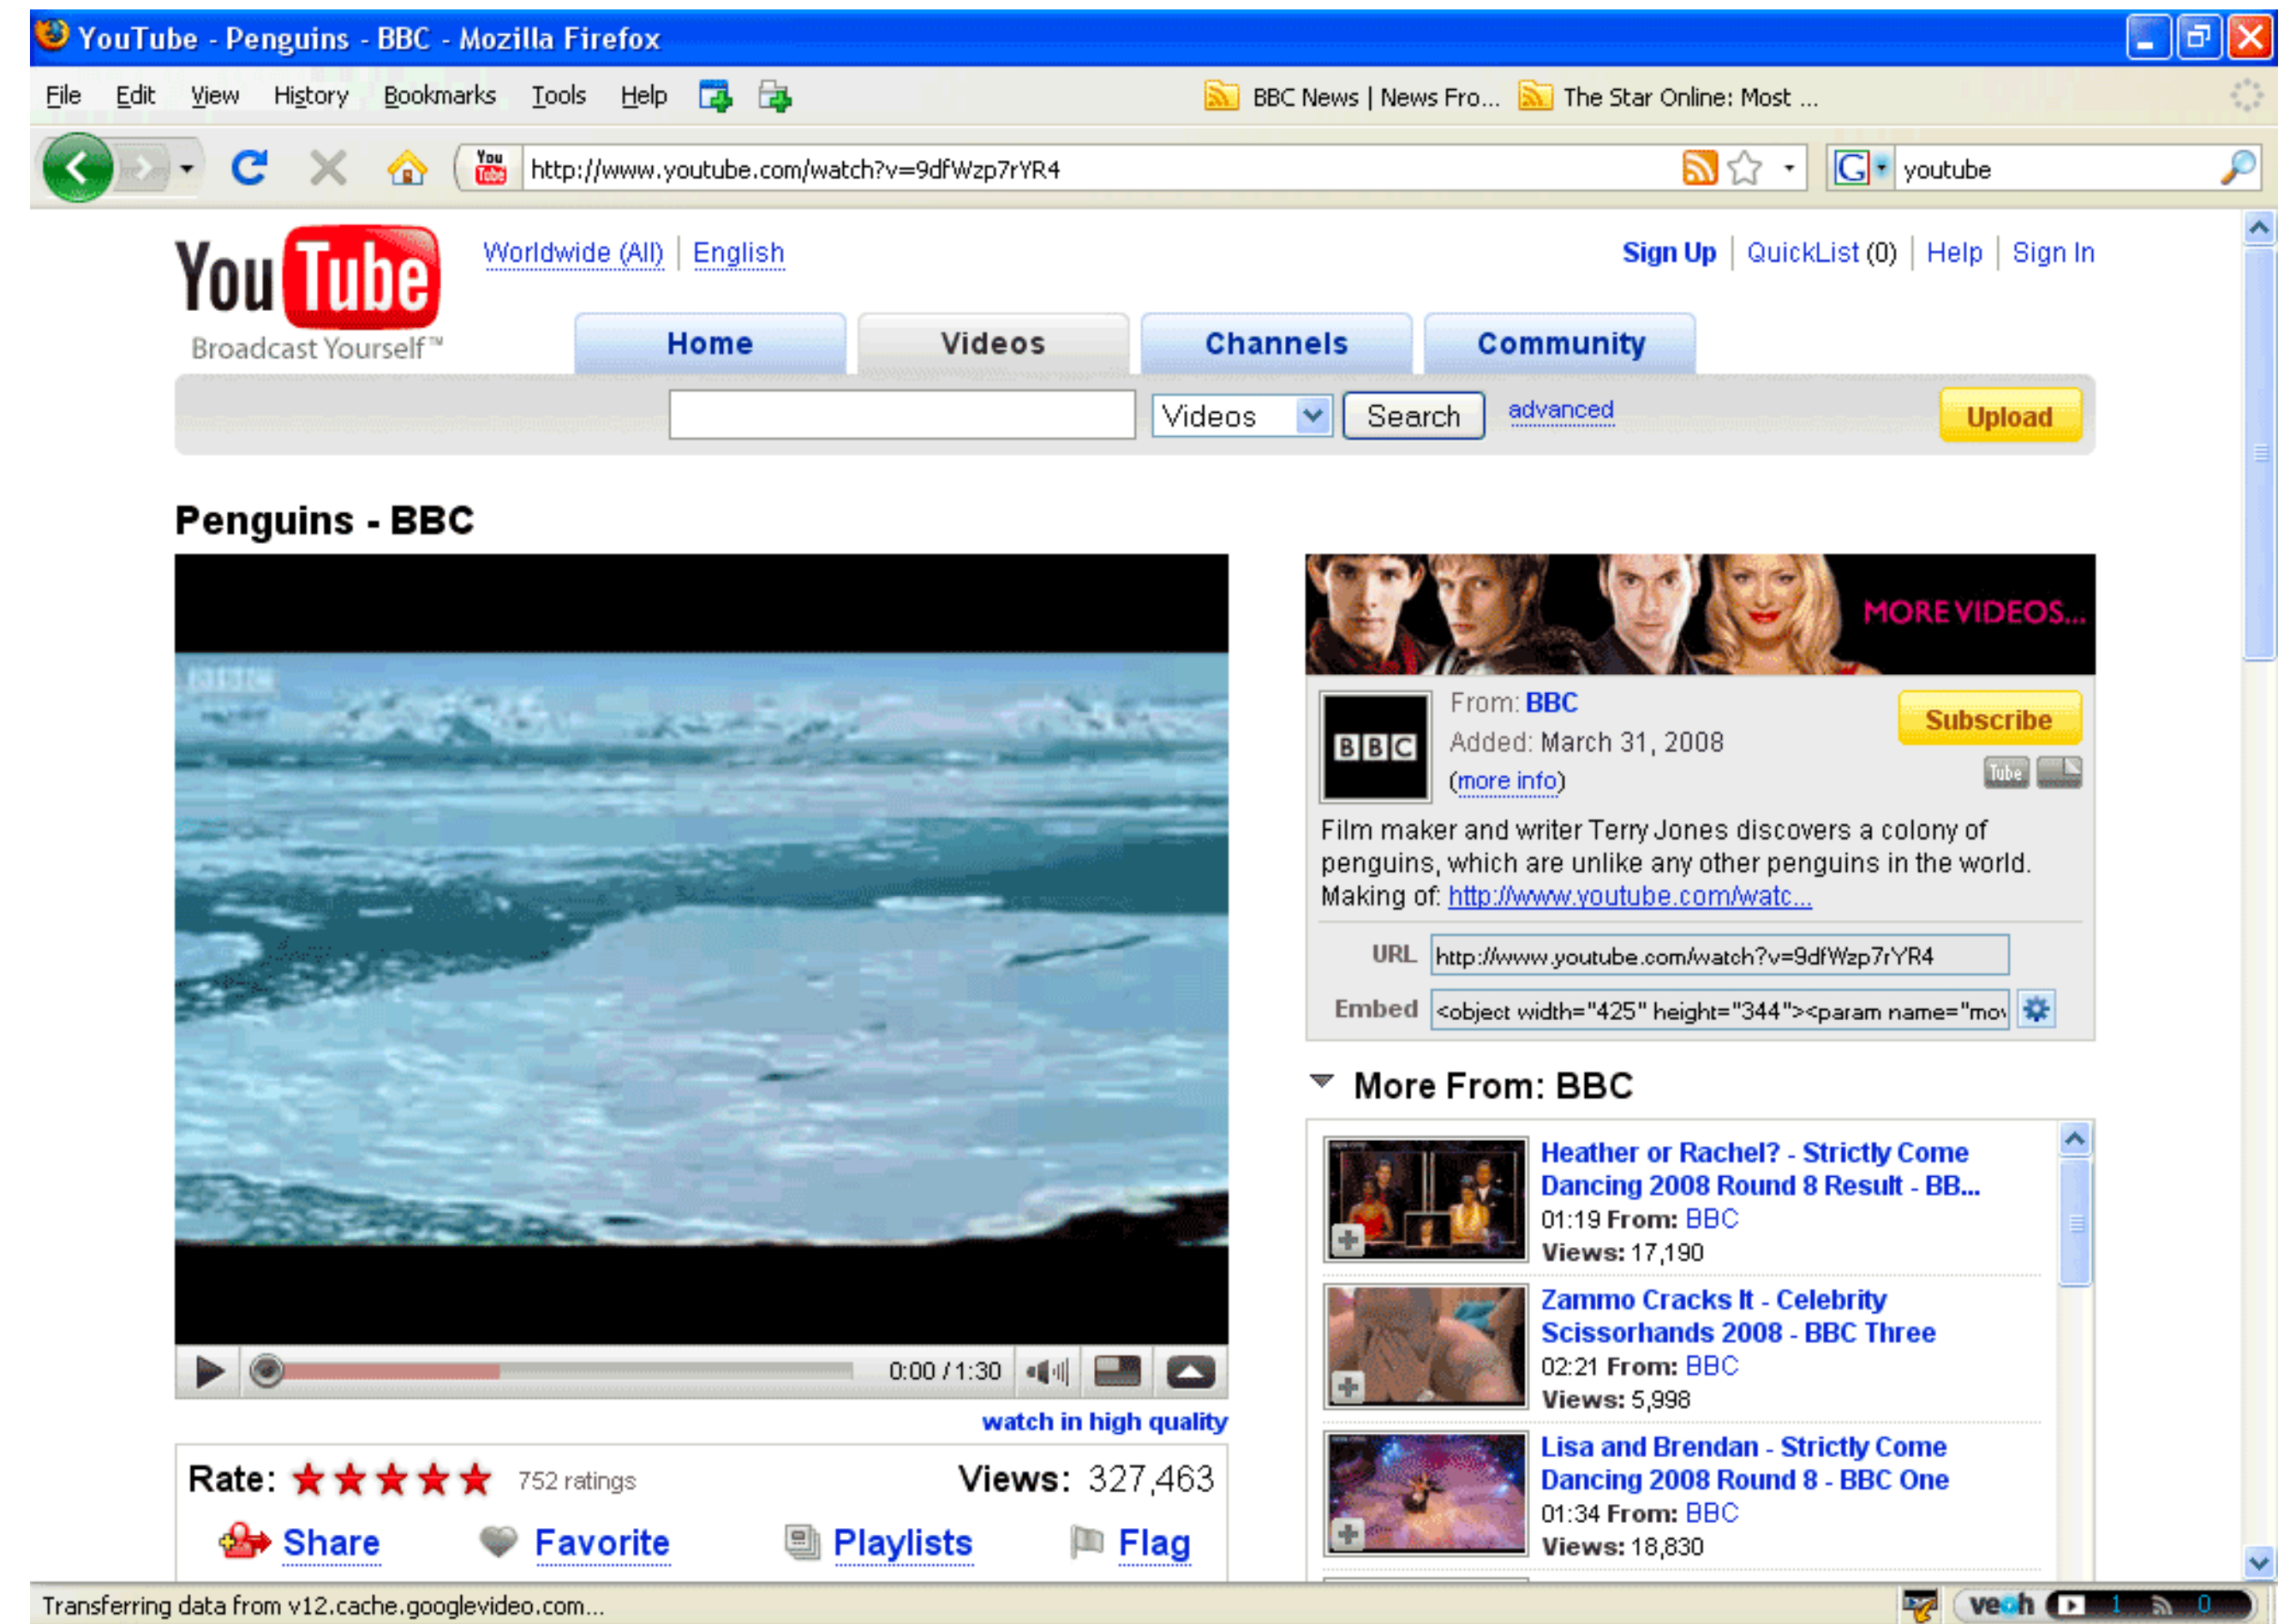 YouTube - Penguins - BBC - Mozilla Firefox
File Edit View History Bookmarks Tools Help
BBC News | News Fro... The Star Online: Most ...
You Tube http://www.youtube.com/watch?v=9dfWzp7rYR4 G youtube
You Tube
Broadcast Yourself™
Worldwide (All) | English
Sign Up | QuickList (0) | Help | Sign In
Home Videos Channels Community
Videos Search advanced Upload
Penguins - BBC
MORE VIDEOS...
BBC
From: BBC
Added: March 31, 2008
(more info)
Subscribe
Tube
Film maker and writer Terry Jones discovers a colony of
penguins, which are unlike any other penguins in the world.
Making of: http://www.youtube.com/watc...
URL http://www.youtube.com/watch?v=9dfWzp7rYR4
Embed <object width="425" height="344"><param name="mov
More From: BBC
Heather or Rachel? - Strictly Come
Dancing 2008 Round 8 Result - BB...
01:19 From: BBC
Views: 17,190
Zammo Cracks It - Celebrity
Scissorhands 2008 - BBC Three
02:21 From: BBC
Views: 5,998
Lisa and Brendan - Strictly Come
Dancing 2008 Round 8 - BBC One
01:34 From: BBC
Views: 18,830
0:00 / 1:30
watch in high quality
Rate: 752 ratings Views: 327,463
Share Favorite Playlists Flag
Transferring data from v12.cache.googlevideo.com...
veoh 1 0